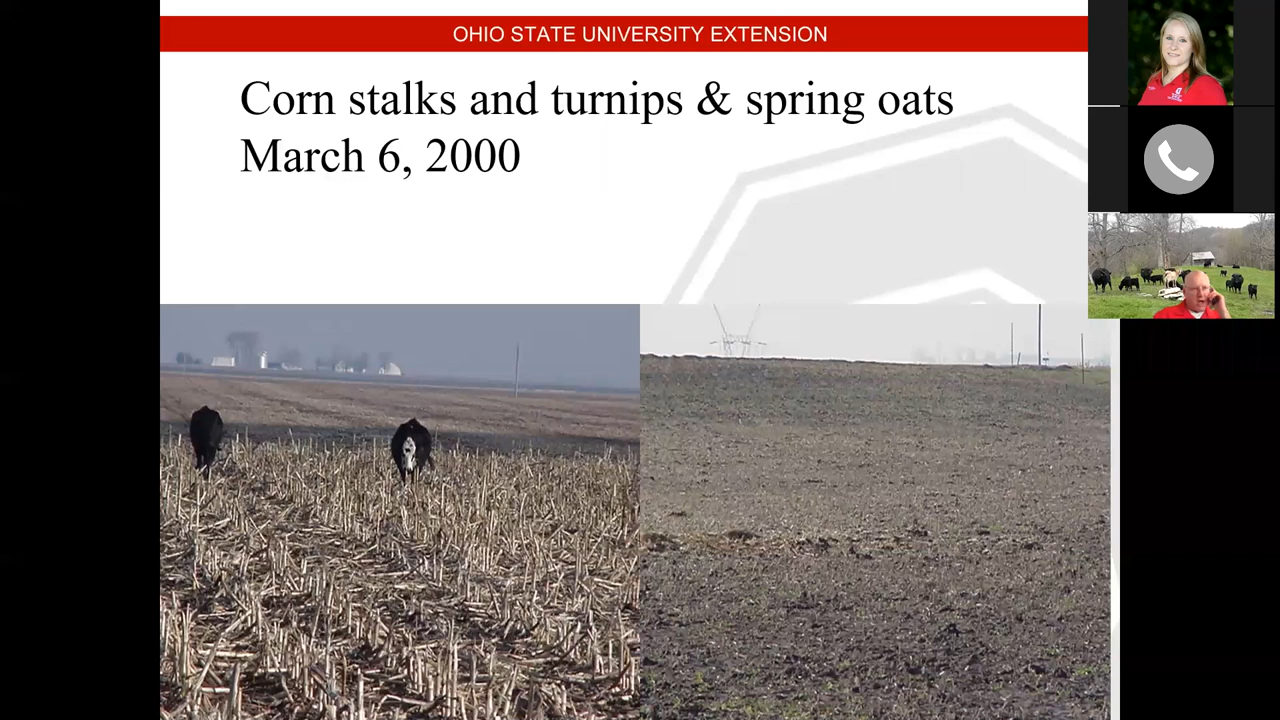 OHIO STATE UNIVERSITY EXTENSION
Corn stalks and turnips & spring oats
March 6, 2000